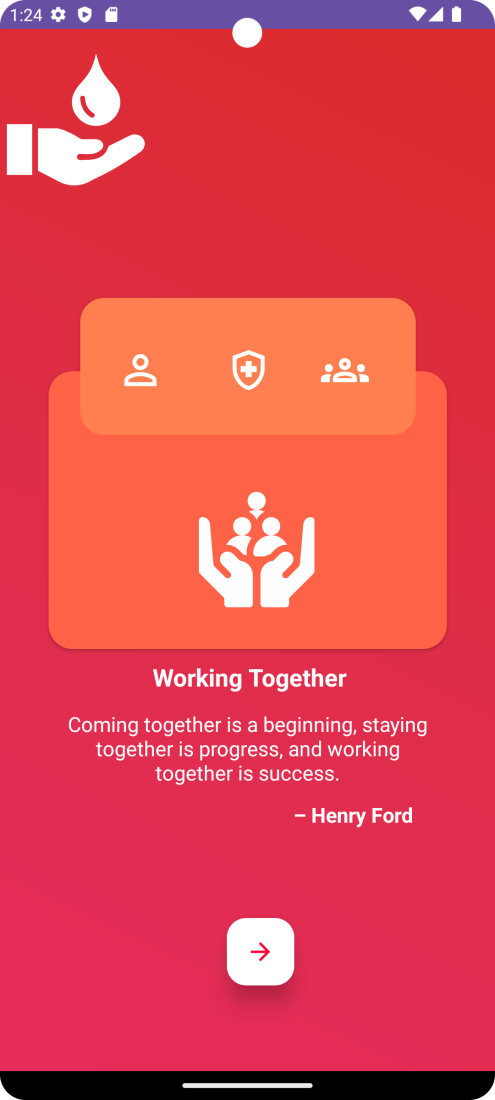 1:24
Working Together
Coming together is a beginning, staying
together is progress, and working
together is success.
– Henry Ford